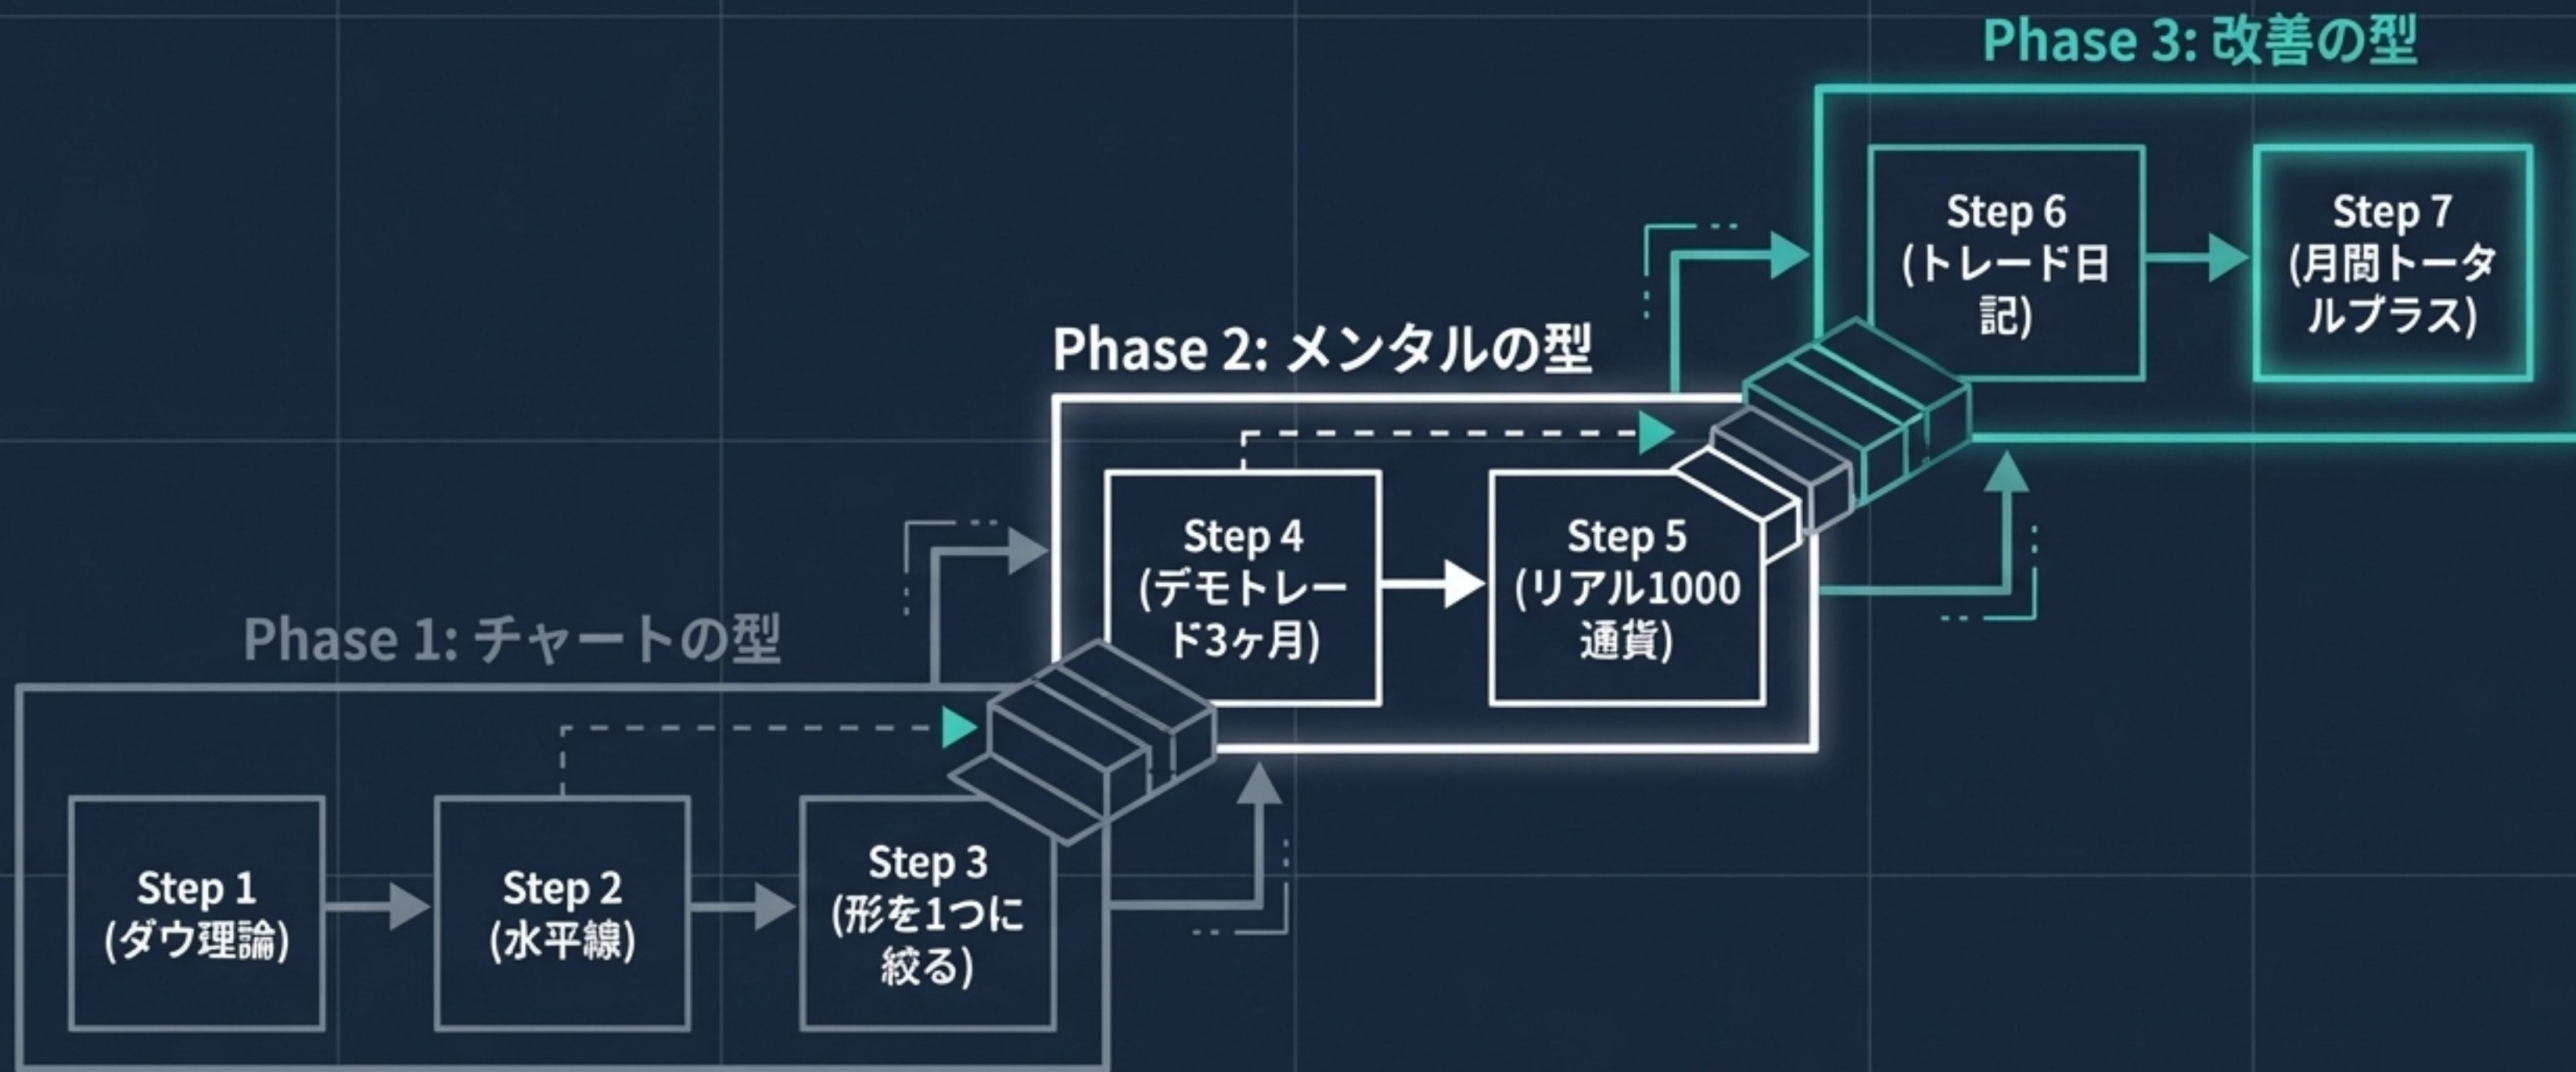 Phase 1: チャートの型
Step 1
(ダウ理論)
Step 2
(水平線)
Step 3
(形を1つに
絞る)
Phase 2: メンタルの型
Step 4
(デモトレー
ド3ヶ月)
Step 5
(リアル1000
通貨)
Phase 3: 改善の型
Step 6
(トレード日
記)
Step 7
(月間トータ
ルプラス)